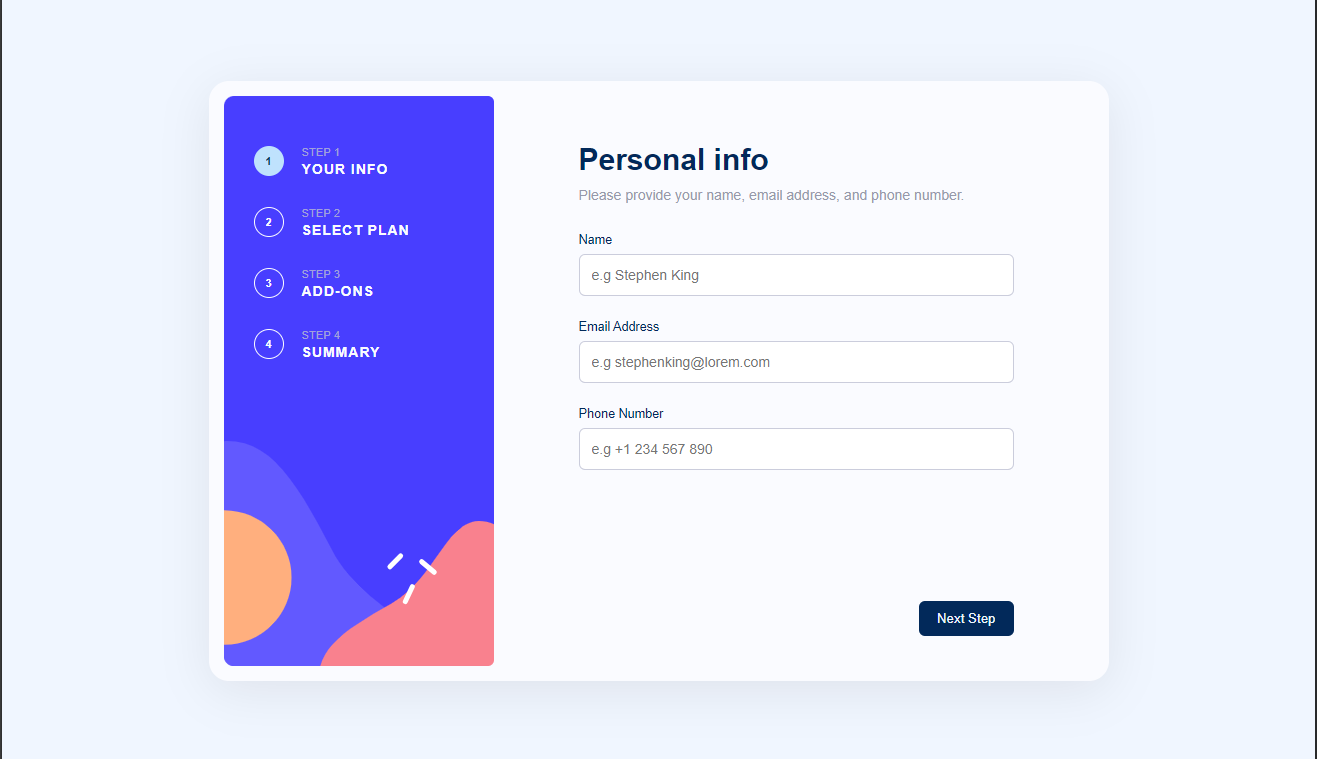 1
STEP 1
YOUR INFO
2
STEP 2
SELECT PLAN
3
STEP 3
ADD-ONS
4
STEP 4
SUMMARY
Personal info
Please provide your name, email address, and phone number.
Name
e.g Stephen King
Email Address
e.g stephenking@lorem.com
Phone Number
e.g +1 234 567 890
Next Step